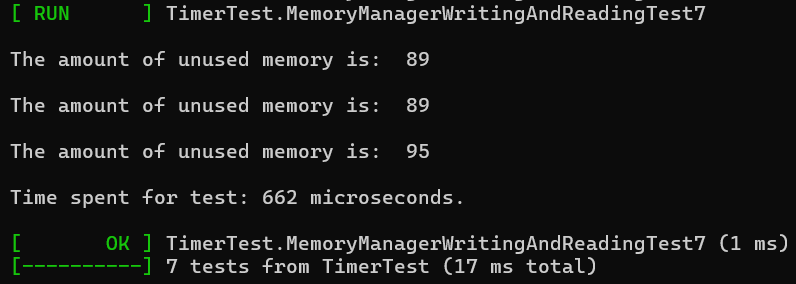 [ RUN      ] TimerTest.MemoryManagerWritingAndReadingTest7
The amount of unused memory is:  89
The amount of unused memory is:  89
The amount of unused memory is:  95
Time spent for test: 662 microseconds.
[       OK ] TimerTest.MemoryManagerWritingAndReadingTest7 (1 ms)
[----------] 7 tests from TimerTest (17 ms total)